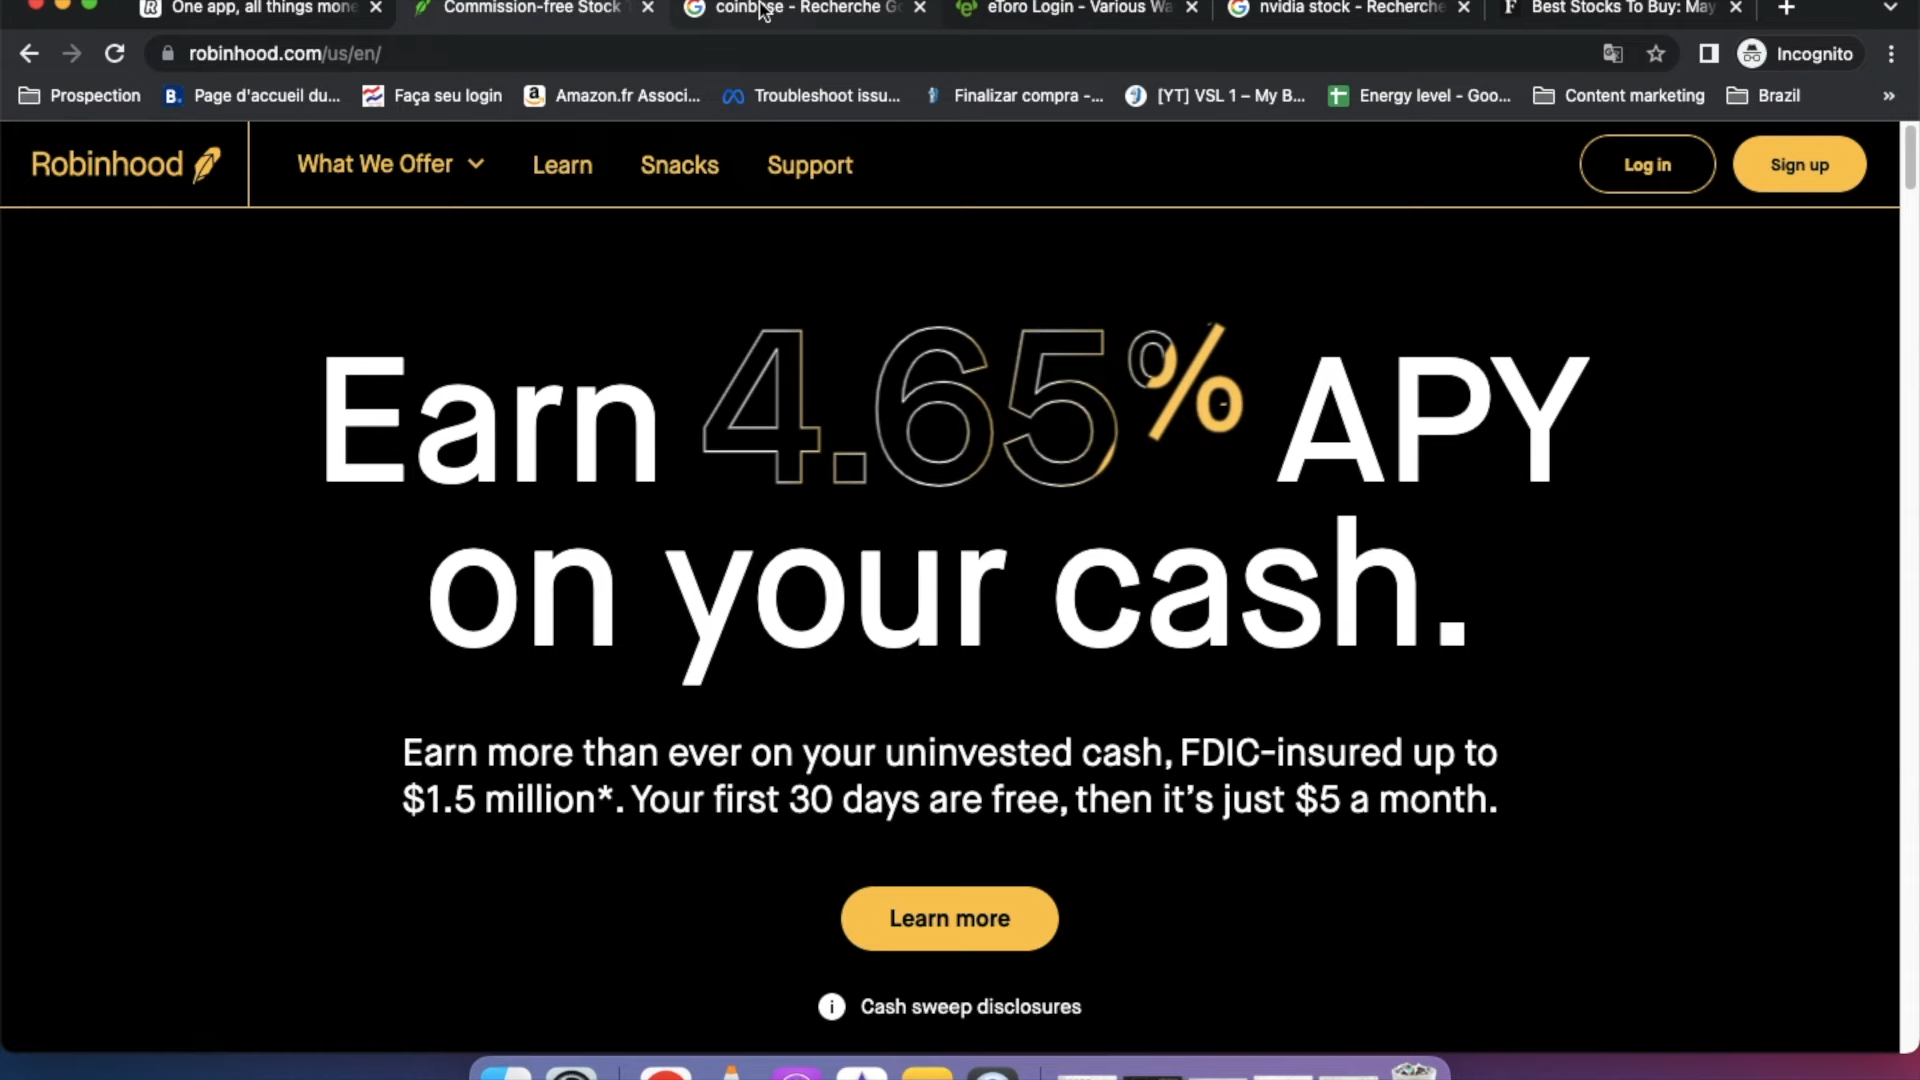 One app, all things mone
Commission-free Stock
coinbase - Recherche Go
eToro Login - Various Wa
nvidia stock - Recherche
Best Stocks To Buy: May
robinhood.com/us/en/
Incognito
Prospection
Page d'accueil du...
Faça seu login
Amazon.fr Associ...
Troubleshoot issu...
Finalizar compra -...
[YT] VSL 1 – My B...
Energy level - Goo...
Content marketing
Brazil
»
Robinhood
What We Offer
Learn
Snacks
Support
Log in
Sign up
Earn 4.65% APY
on your cash.
Earn more than ever on your uninvested cash, FDIC-insured up to
$1.5 million*. Your first 30 days are free, then it's just $5 a month.
Learn more
Cash sweep disclosures